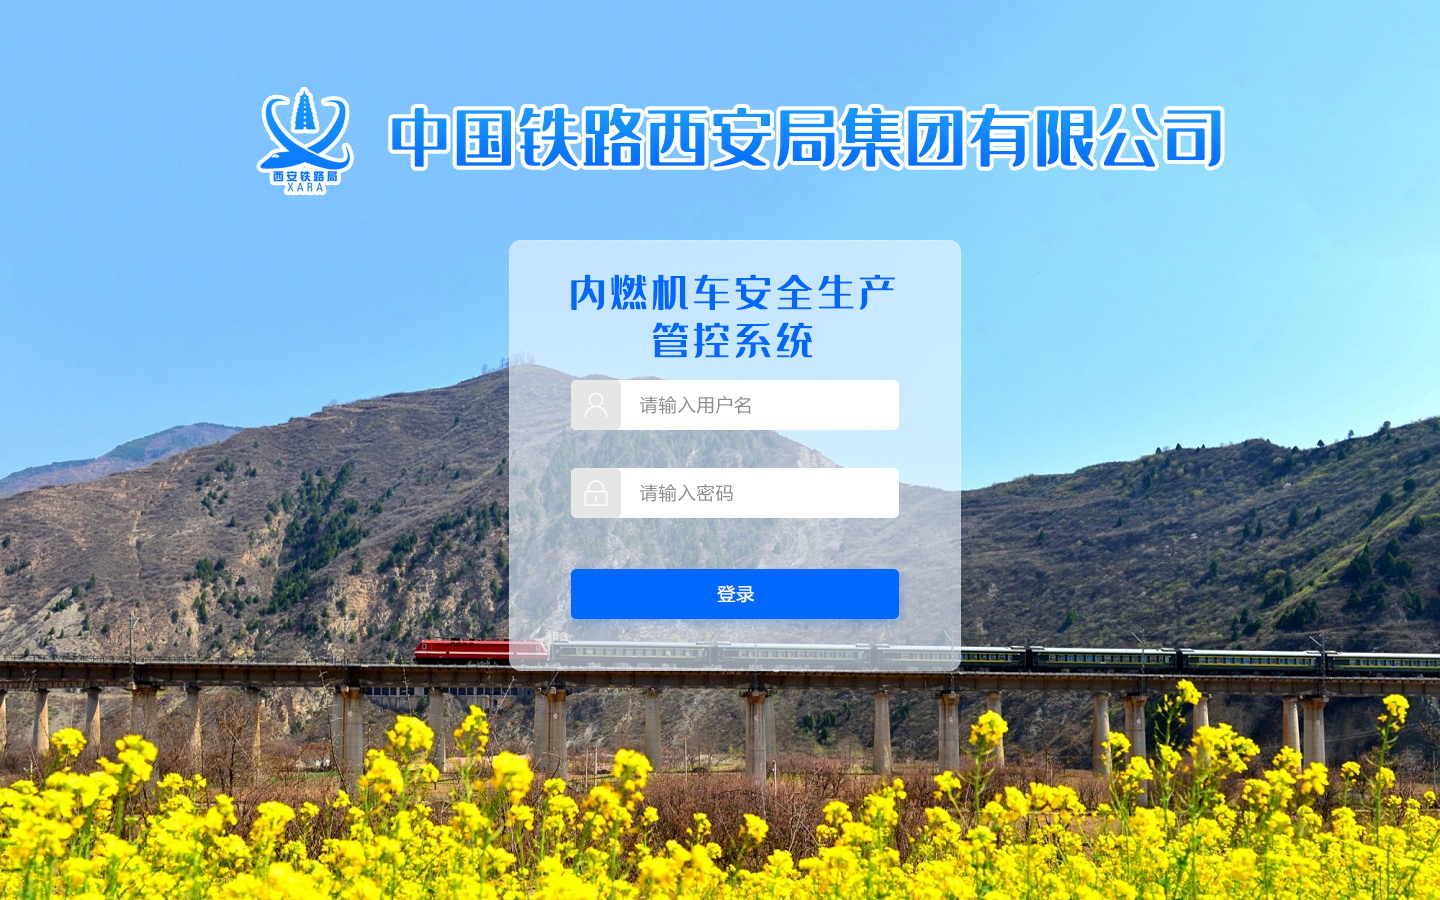 中国铁路西安局集团有限公司
西安铁路局
XARA
内燃机车安全生产
管控系统
请输入用户名
请输入密码
登录